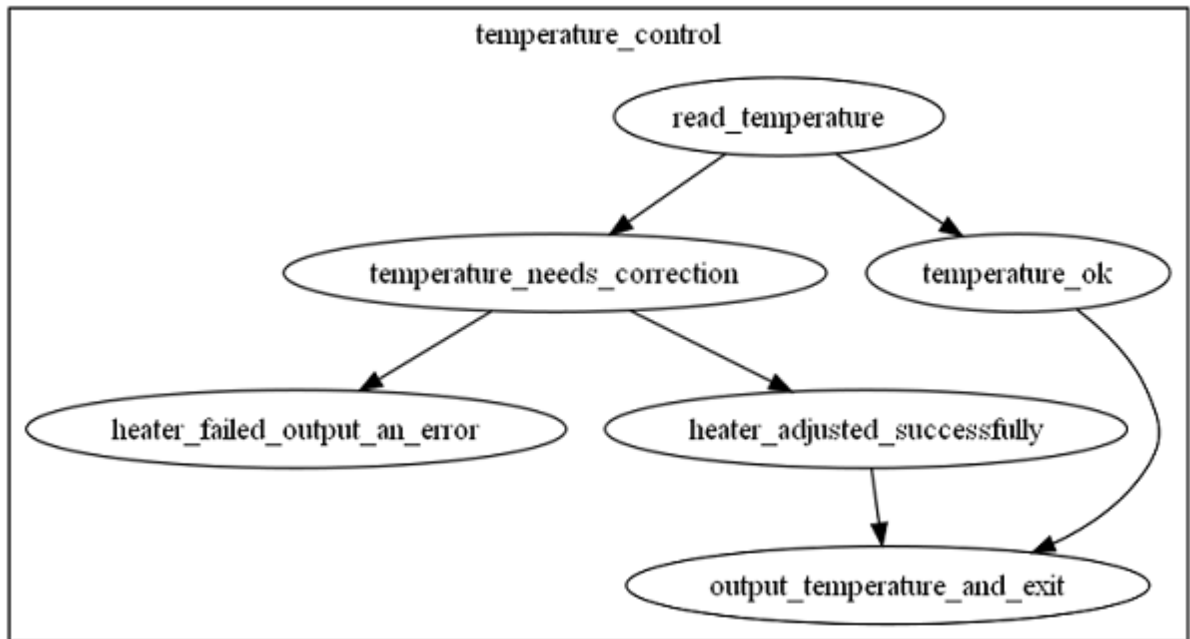 temperature_control
read_temperature
temperature_needs_correction
temperature_ok
heater_failed_output_an_error
heater_adjusted_successfully
output_temperature_and_exit